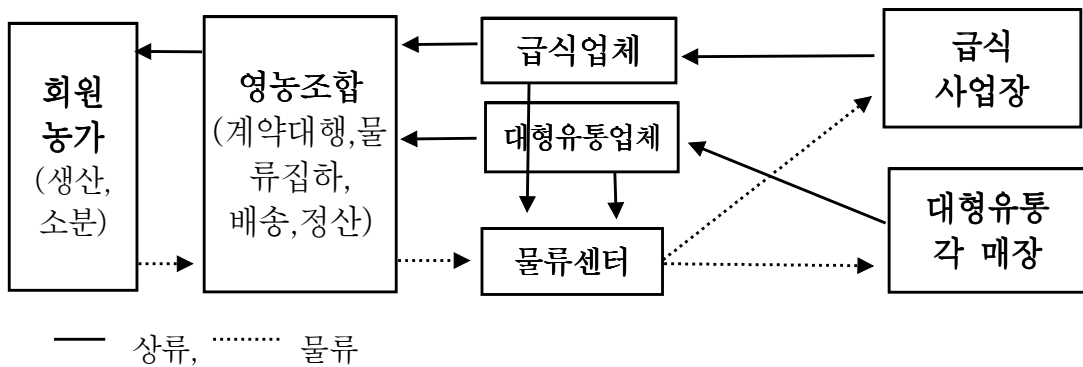 회원
농가
(생산,
소분)
영농조합
(계약대행,물
류집하,
배송,정산)
급식업체
대형유통업체
물류센터
급식
사업장
대형유통
각 매장
상류, 물류